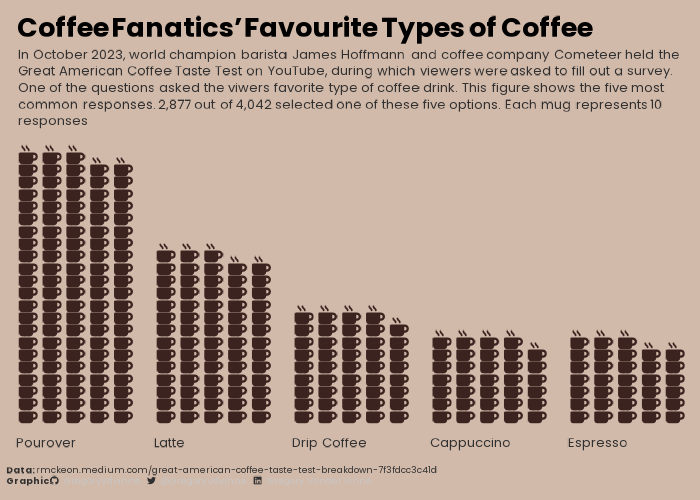 Coffee Fanatics' Favourite Types of Coffee
In October 2023, world champion barista James Hoffmann and coffee company Cometeer held the
Great American Coffee Taste Test on YouTube, during which viewers were asked to fill out a survey.
One of the questions asked the viwers favorite type of coffee drink. This figure shows the five most
common responses. 2,877 out of 4,042 selected one of these five options. Each mug represents 10
responses
Pourover
Latte
Drip Coffee
Cappuccino
Espresso
Data: rmckeon.medium.com/great-american-coffee-taste-test-breakdown-7f3fdcc3c41d
Graphic: